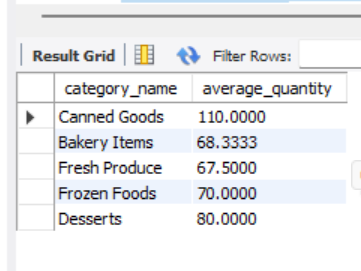 Result Grid Filter Rows:
category_name average_quantity
Canned Goods 110.0000
Bakery Items 68.3333
Fresh Produce 67.5000
Frozen Foods 70.0000
Desserts 80.0000